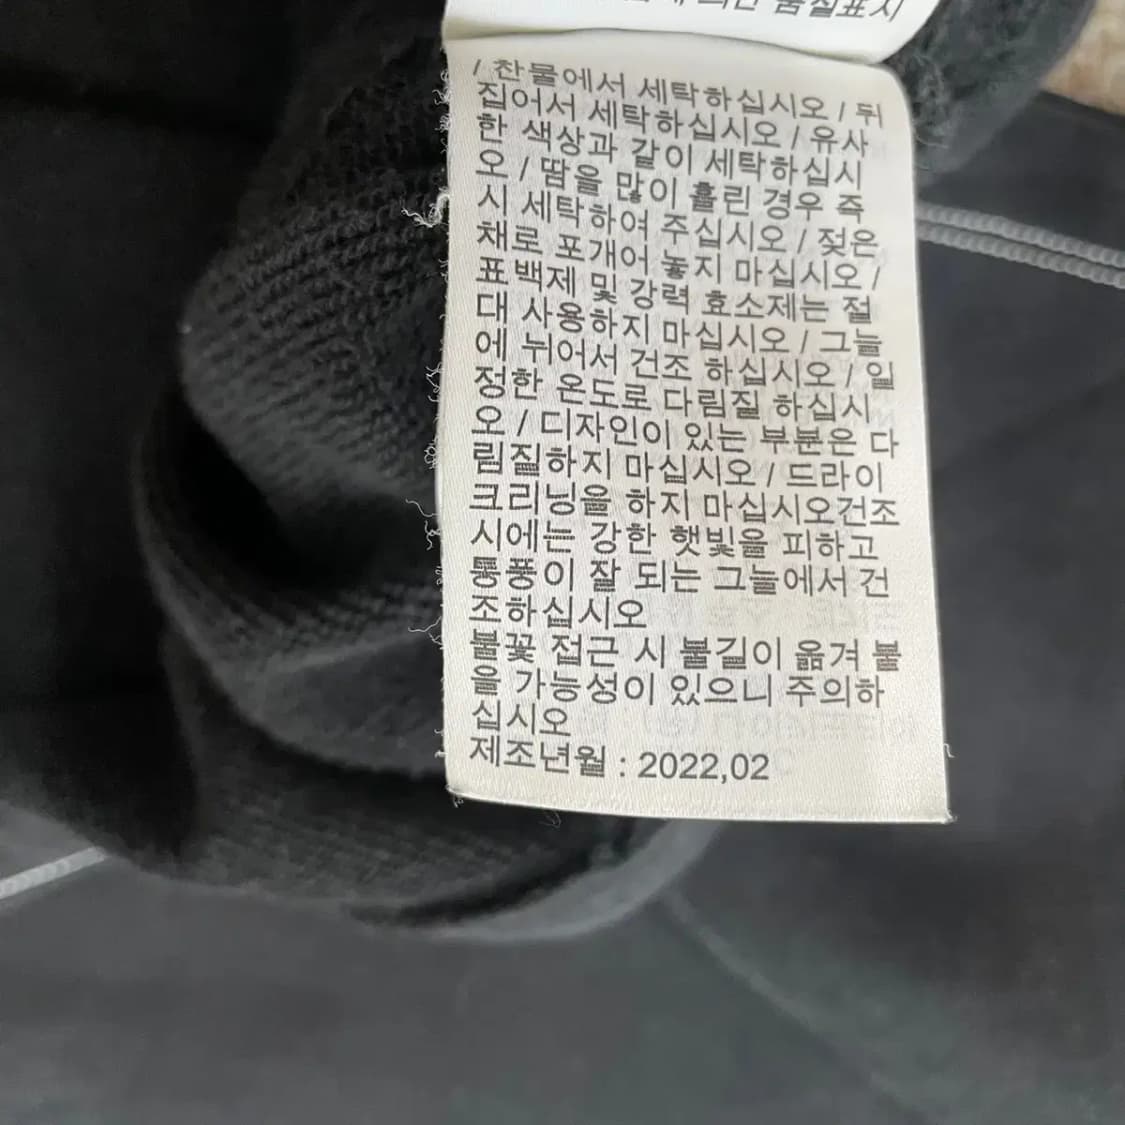 품질표시
/ 찬물에서 세탁하십시오 / 뒤
집어서 세탁하십시오 / 유사
한 색상과 같이 세탁하십시
오 / 땀을 많이 흘린 경우 즉
시 세탁하여 주십시오 / 젖은
채로 포개어 놓지 마십시오 /
표백제 및 강력 효소제는 절
대 사용하지 마십시오 / 그늘
에 뉘어서 건조 하십시오 / 일
정한 온도로 다림질 하십시
오 / 디자인이 있는 부분은 다
림질하지 마십시오 / 드라이
크리닝을 하지 마십시오건조
시에는 강한 햇빛을 피하고
통풍이 잘 되는 그늘에서 건
조하십시오
불꽃 접근 시 불길이 옮겨 붙
을 가능성이 있으니 주의하
십시오
제조년월 : 2022,02